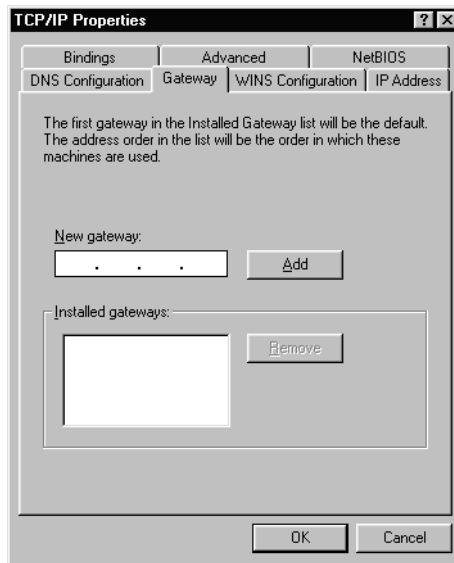 TCP/IP Properties
Bindings Advanced NetBIOS
DNS Configuration Gateway WINS Configuration IP Address
The first gateway in the Installed Gateway list will be the default.
The address order in the list will be the order in which these
machines are used.
New gateway:
. . .
Add
Installed gateways:
Remove
OK Cancel